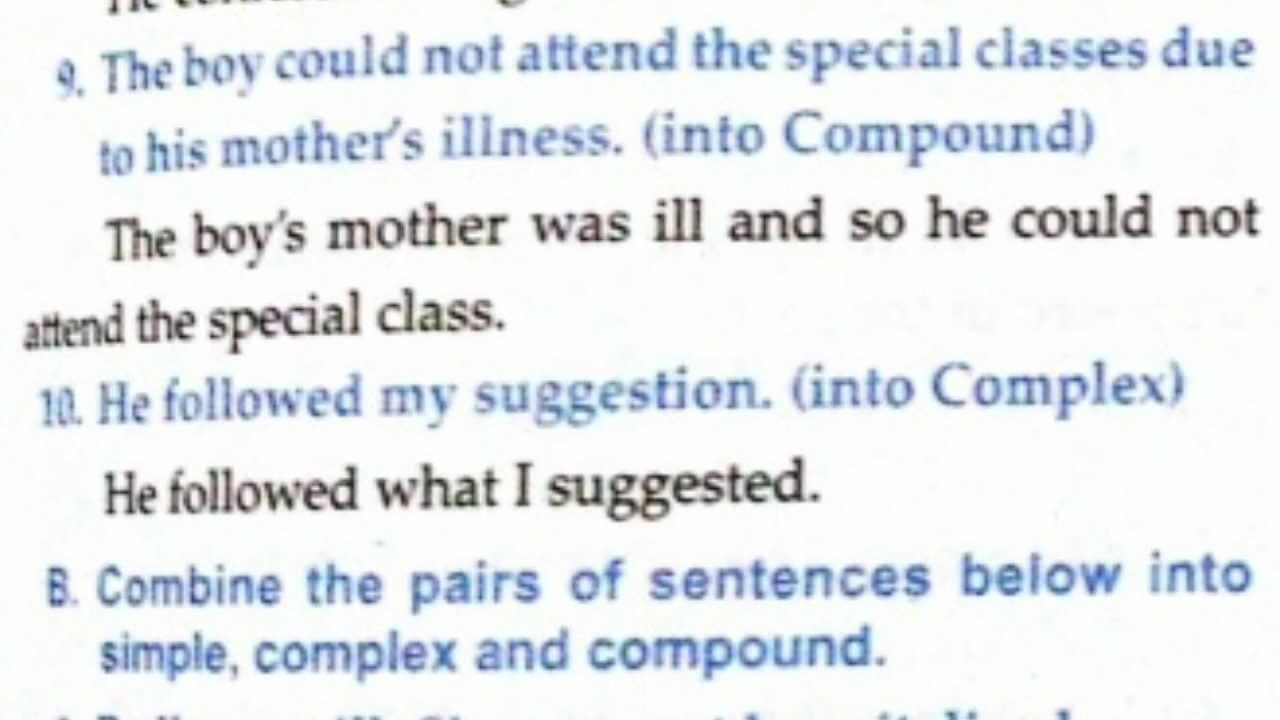 9. The boy could not attend the special classes due
to his mother's illness. (into Compound)
The boy's mother was ill and so he could not
attend the special class.
10. He followed my suggestion. (into Complex)
He followed what I suggested.
B. Combine the pairs of sentences below into
simple, complex and compound.